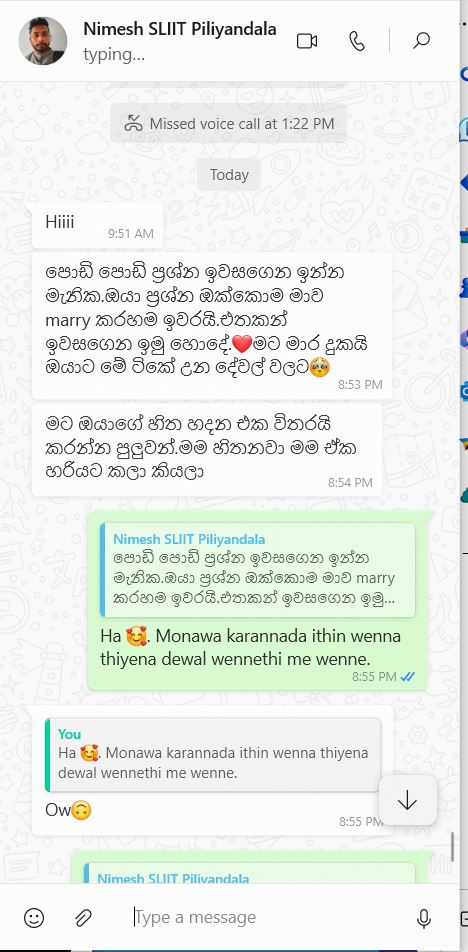 Nimesh SLIIT Piliyandala
typing...
Missed voice call at 1:22 PM
Today
Hiiii
9:51 AM
පොඩි පොඩි ප්‍රශ්න ඉවසගෙන ඉන්න
මැනික.ඔයා ප්‍රශ්න ඔක්කොම මාව
marry කරහම ඉවරයි.එතකන්
ඉවසගෙන ඉමු හොදේ.❤️මට මාර දුකයි
ඔයාට මේ ටිකේ උන දේවල් වලට🥺
8:53 PM
මට ඔයාගේ හිත හදන එක විතරයි
කරන්න පුලුවන්.මම හිතනවා මම ඒක
හරියට කලා කියලා
8:54 PM
Nimesh SLIIT Piliyandala
පොඩි පොඩි ප්‍රශ්න ඉවසගෙන ඉන්න
මැනික.ඔයා ප්‍රශ්න ඔක්කොම මාව marry
කරහම ඉවරයි.එතකන් ඉවසගෙන ඉමු...
Ha 🥰. Monawa karannada ithin wenna
thiyena dewal wennethi me wenne.
8:55 PM
You
Ha 🥰. Monawa karannada ithin wenna thiyena
dewal wennethi me wenne.
Ow🙃
8:55 PM
Nimesh SLIIT Piliyandala
Type a message